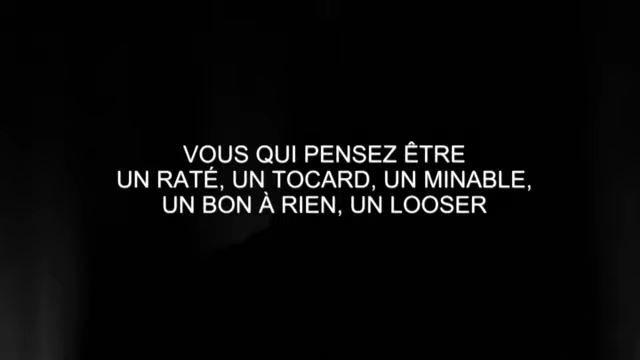 VOUS QUI PENSEZ ÊTRE
UN RATÉ, UN TOCARD, UN MINABLE,
UN BON À RIEN, UN LOOSER